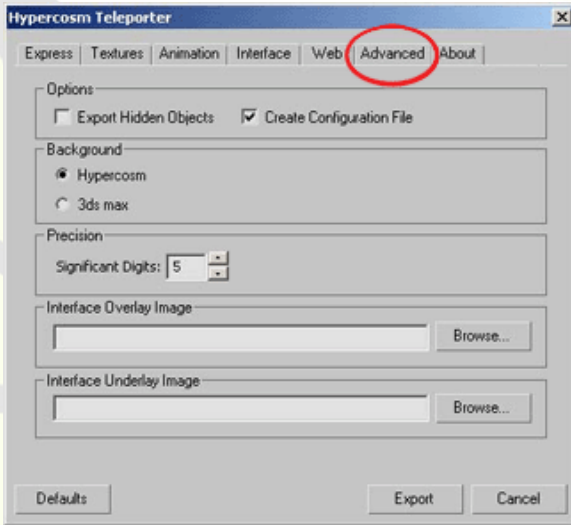 Hypercosm Teleporter
Express Textures Animation Interface Web Advanced About
Options
Export Hidden Objects Create Configuration File
Background
Hypercosm
3ds max
Precision
Significant Digits: 5
Interface Overlay Image
Browse...
Interface Underlay Image
Browse...
Defaults Export Cancel